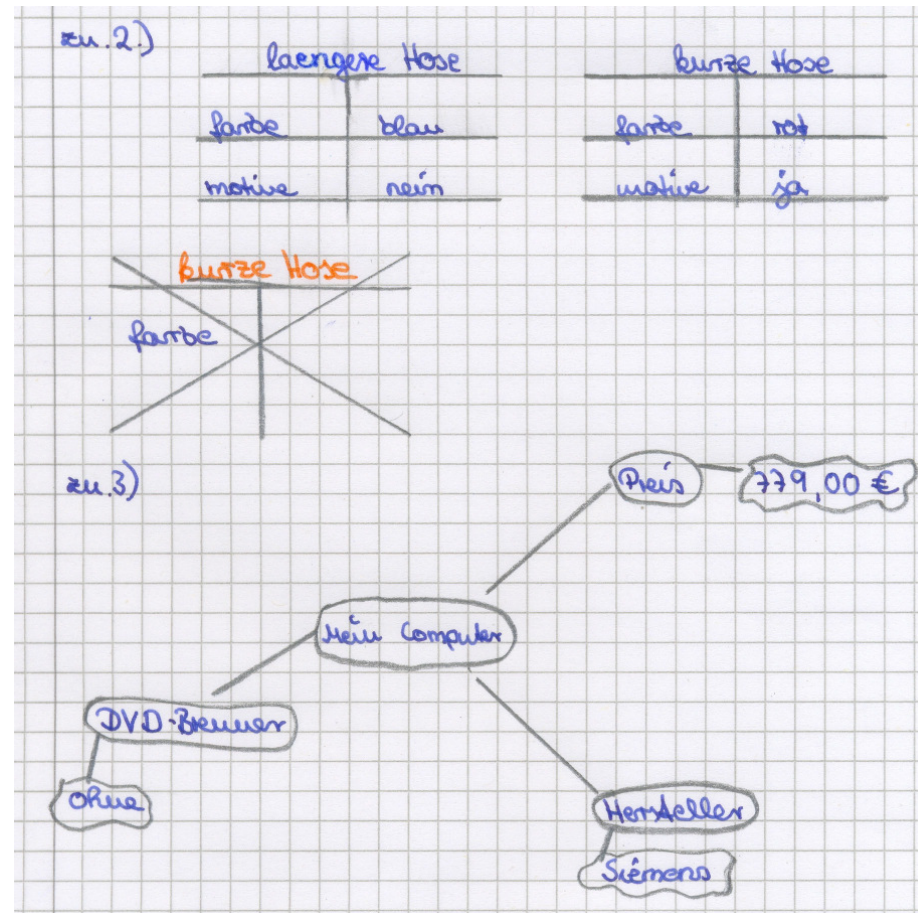 zu. 2.)
laengere Hose kurze Hose
farbe blau farbe rot
motive nein motive ja
kurze Hose
farbe
zu. 3)
Preis 779,00 €
Mein Computer
DVD-Brenner
ohne
Hersteller
Siemens